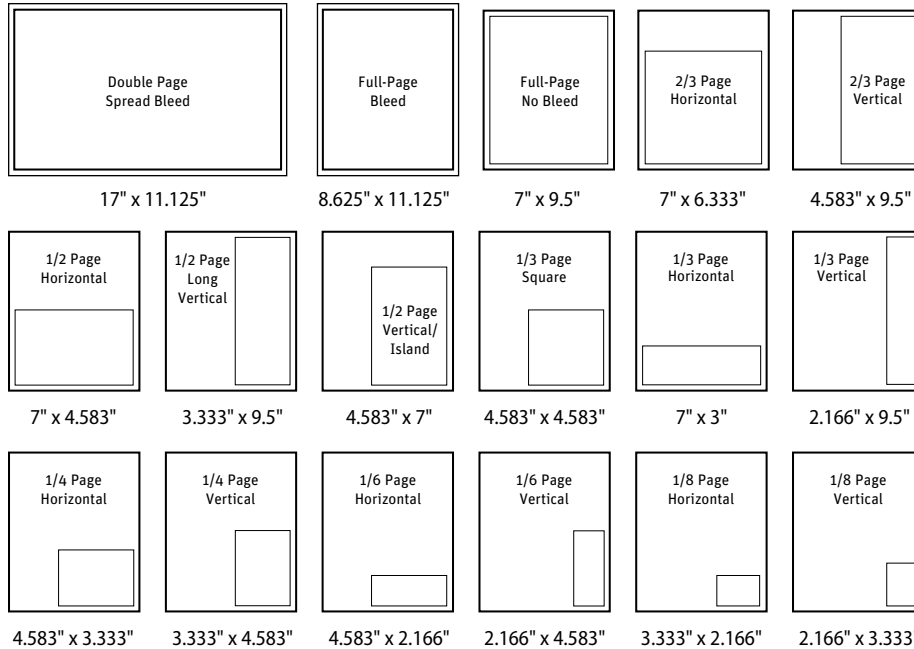 Double Page
Spread Bleed
17" x 11.125"
Full-Page
Bleed
8.625" x 11.125"
Full-Page
No Bleed
7" x 9.5"
2/3 Page
Horizontal
7" x 6.333"
2/3 Page
Vertical
4.583" x 9.5"
1/2 Page
Horizontal
7" x 4.583"
1/2 Page
Long
Vertical
3.333" x 9.5"
1/2 Page
Vertical/
Island
4.583" x 7"
1/3 Page
Square
4.583" x 4.583"
1/3 Page
Horizontal
7" x 3"
1/3 Page
Vertical
2.166" x 9.5"
1/4 Page
Horizontal
4.583" x 3.333"
1/4 Page
Vertical
3.333" x 4.583"
1/6 Page
Horizontal
4.583" x 2.166"
1/6 Page
Vertical
2.166" x 4.583"
1/8 Page
Horizontal
3.333" x 2.166"
1/8 Page
Vertical
2.166" x 3.333"